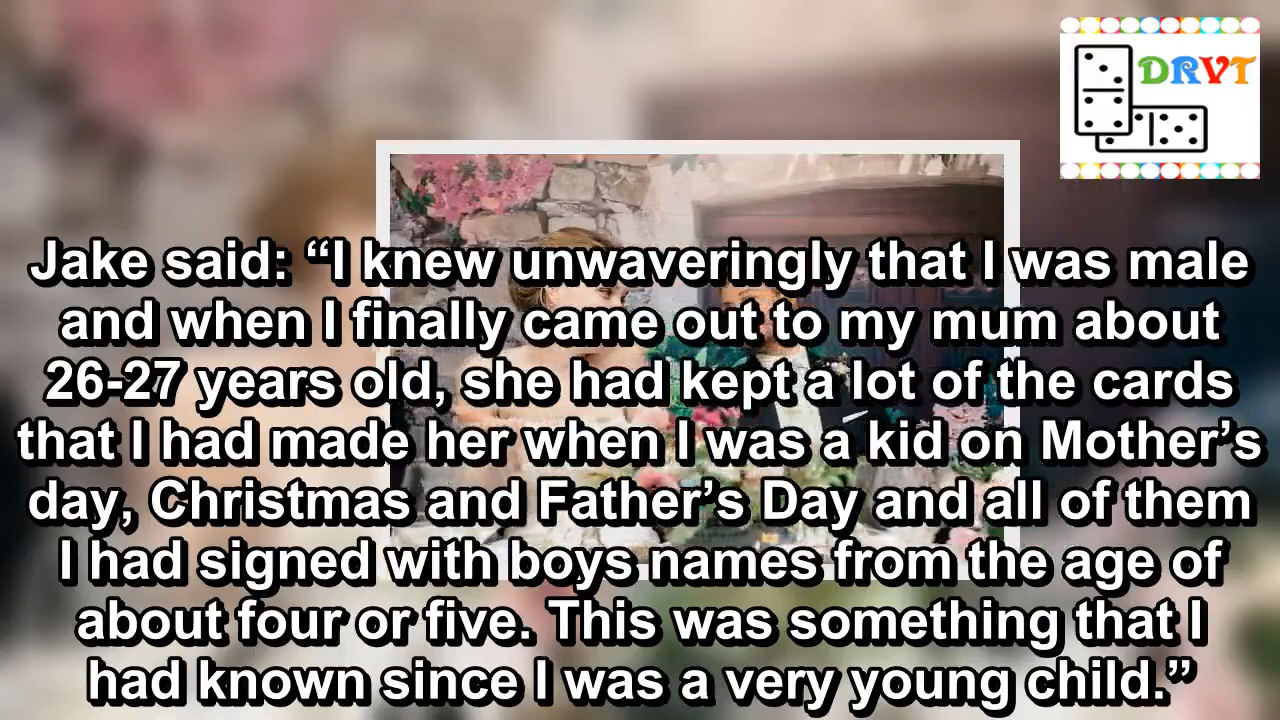 DRVT
Jake said: “I knew unwaveringly that I was male
and when I finally came out to my mum about
26-27 years old, she had kept a lot of the cards
that I had made her when I was a kid on Mother’s
day, Christmas and Father’s Day and all of them
I had signed with boys names from the age of
about four or five. This was something that I
had known since I was a very young child.”